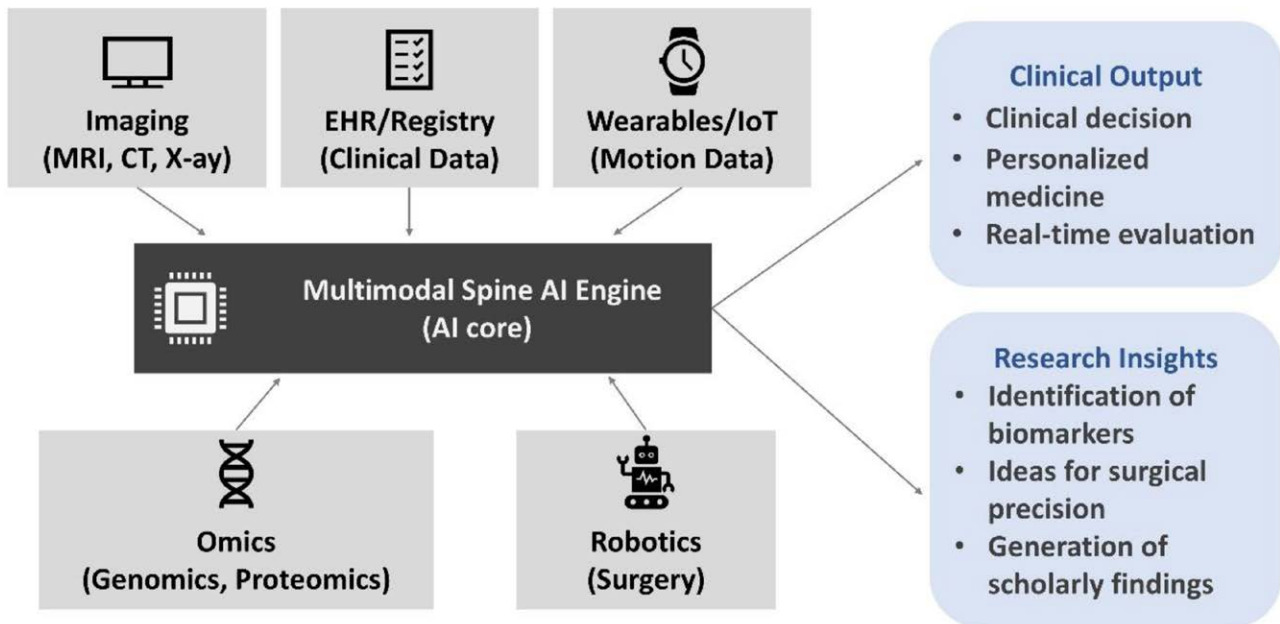 Imaging
(MRI, CT, X-ay)
EHR/Registry
(Clinical Data)
Wearables/IoT
(Motion Data)
Multimodal Spine AI Engine
(AI core)
Omics
(Genomics, Proteomics)
Robotics
(Surgery)
Clinical Output
• Clinical decision
• Personalized
medicine
• Real-time evaluation
Research Insights
• Identification of
biomarkers
• Ideas for surgical
precision
• Generation of
scholarly findings